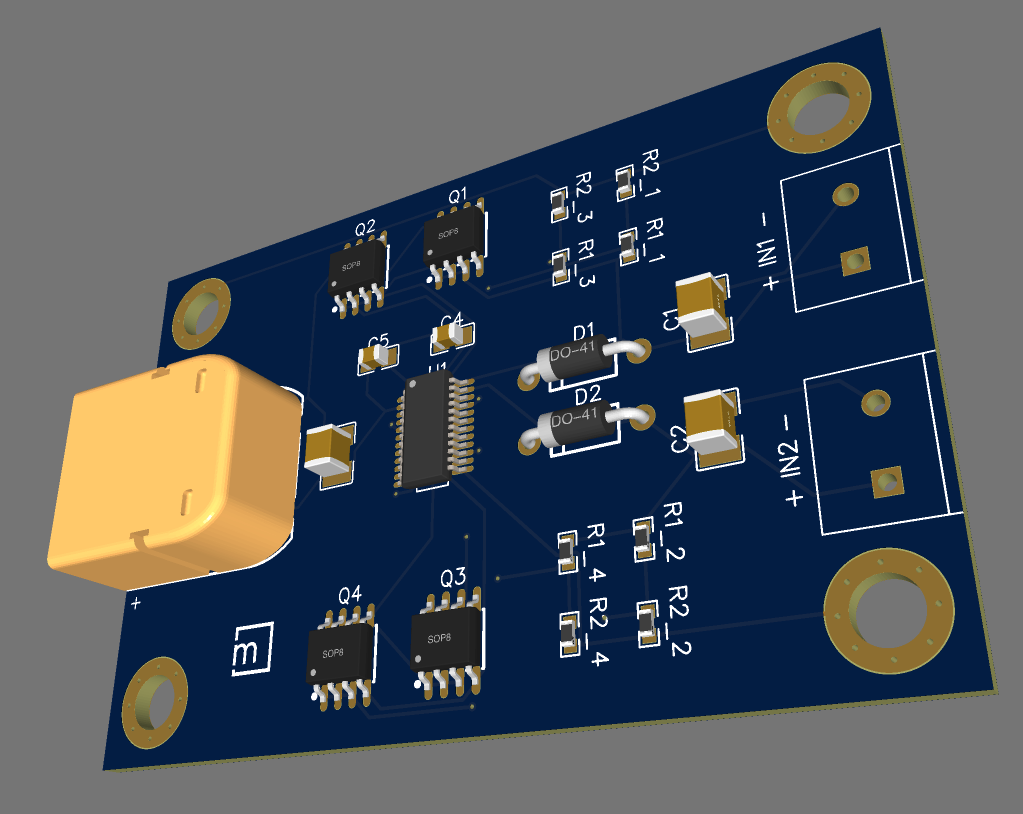 Q1
Q2
SOP8
SOP8
R2_1
R2_3
R1_1
R1_3
IN1 -
+
C4
C5
C1
U1
D1
DO-41
D2
DO-41
C3
IN2 -
+
R1_2
R1_4
R2_2
R2_4
Q3
Q4
SOP8
SOP8
+
m